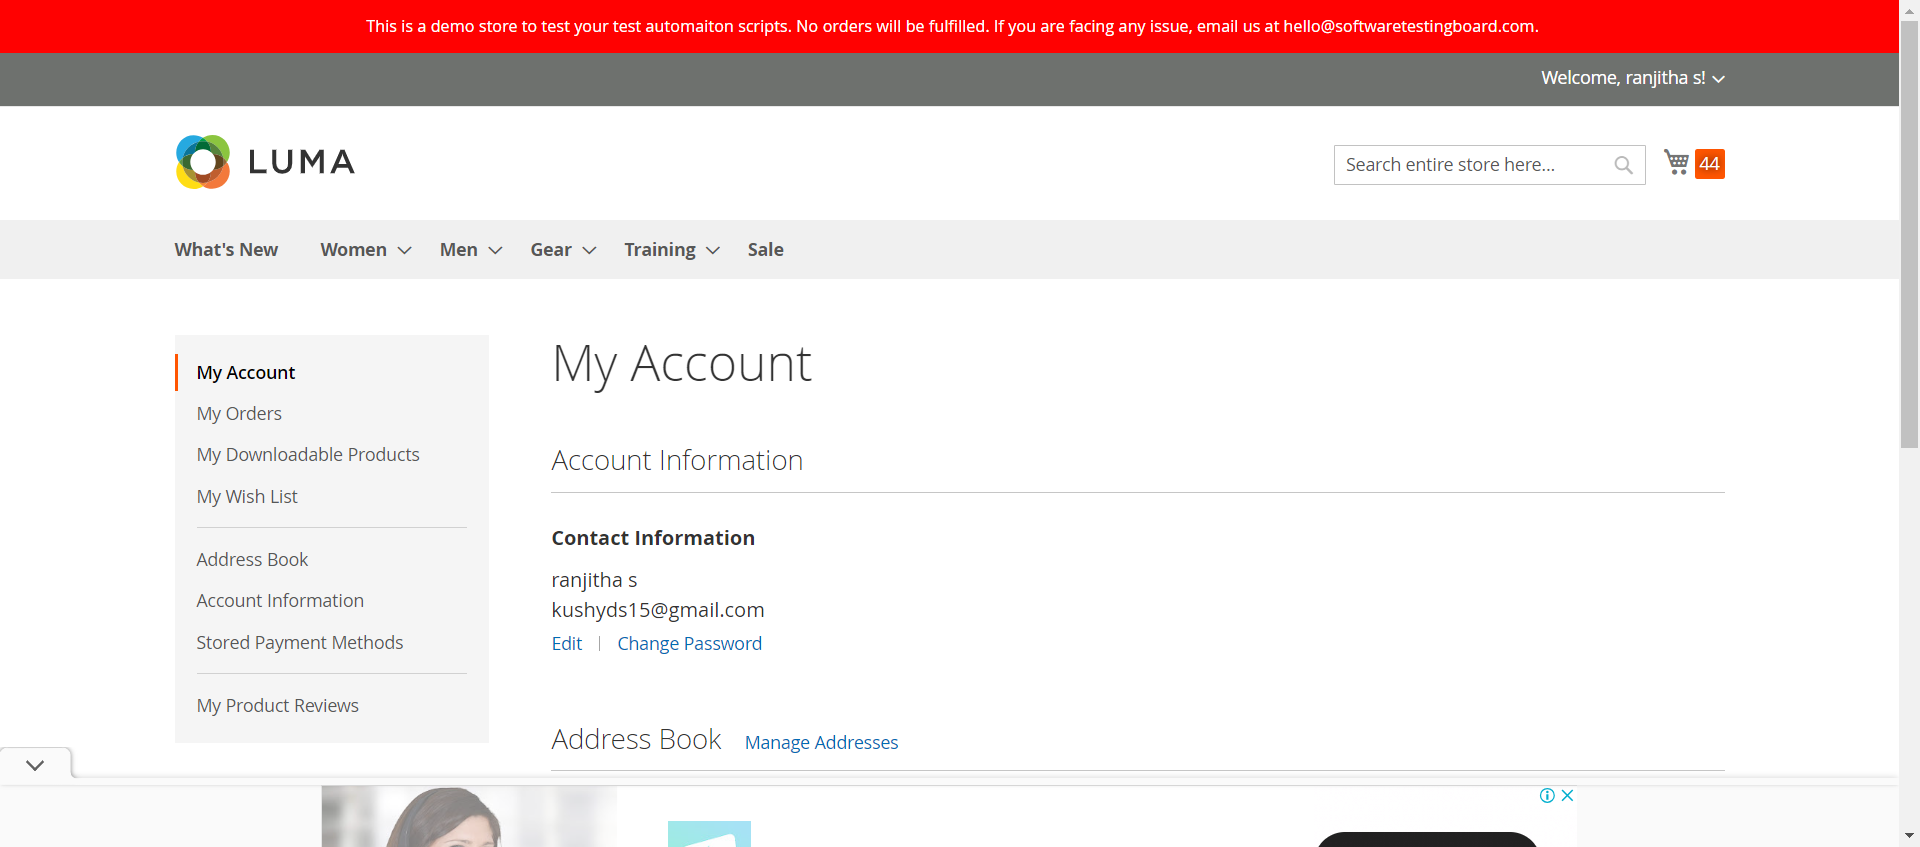 This is a demo store to test your test automaiton scripts. No orders will be fulfilled. If you are facing any issue, email us at hello@softwaretestingboard.com.
Welcome, ranjitha s!
LUMA
Search entire store here...
44
What's New
Women
Men
Gear
Training
Sale
My Account
My Orders
My Downloadable Products
My Wish List
Address Book
Account Information
Stored Payment Methods
My Product Reviews
My Account
Account Information
Contact Information
ranjitha s
kushyds15@gmail.com
Edit | Change Password
Address Book Manage Addresses